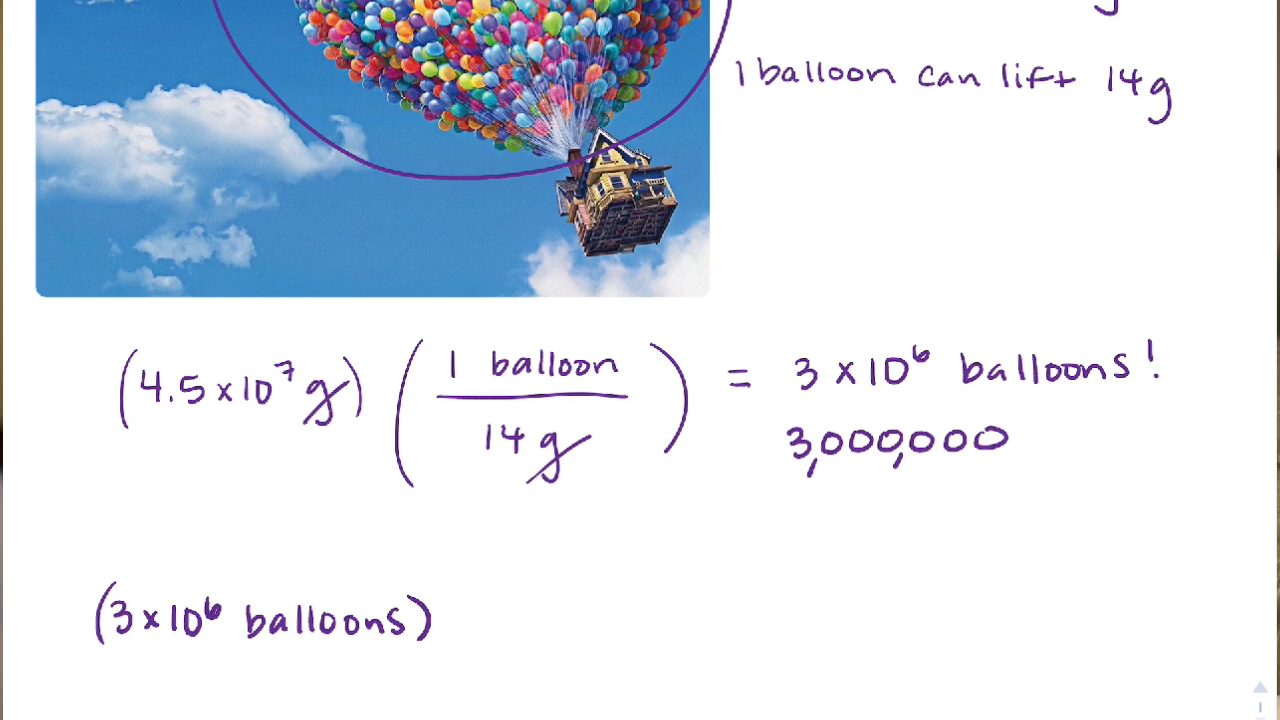 1 balloon can lift 14g
(4.5 x 10⁷ g) (1 balloon / 14 g) = 3 x 10⁶ balloons!
3,000,000
(3 x 10⁶ balloons)